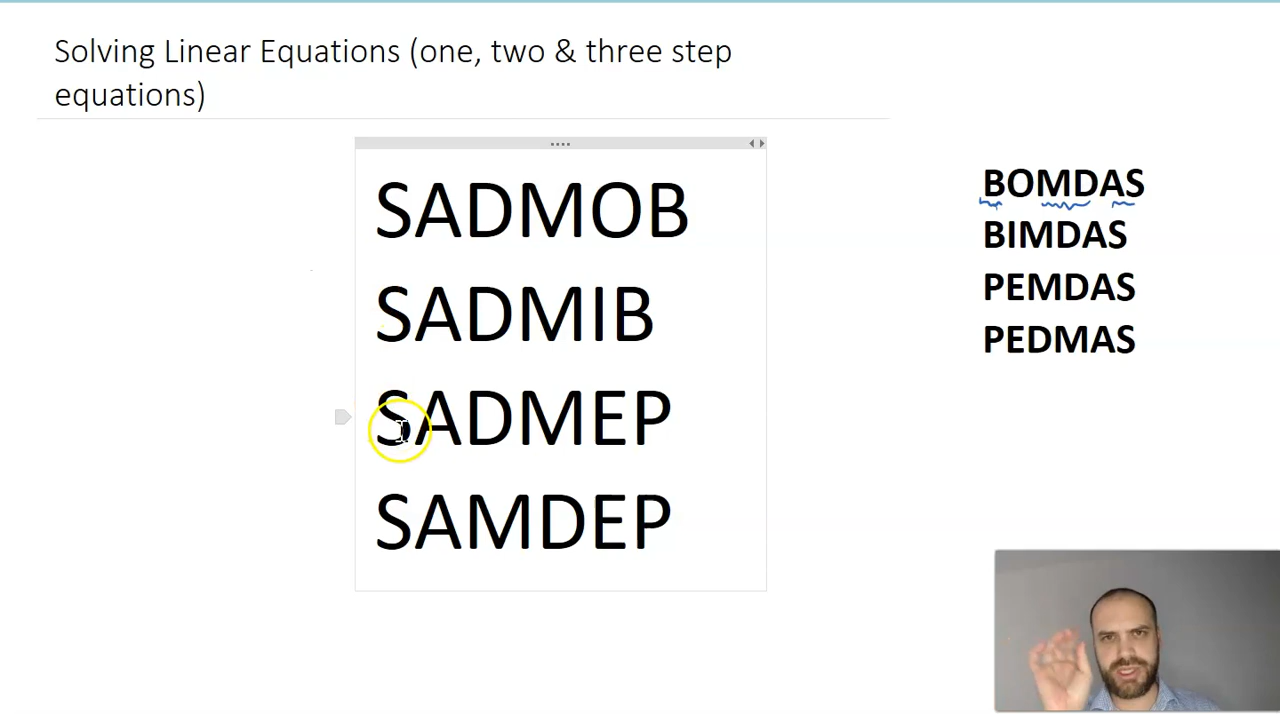 Solving Linear Equations (one, two & three step
equations)
SADMOB
SADMIB
SADMEP
SAMDEP
BOMDAS
BIMDAS
PEMDAS
PEDMAS